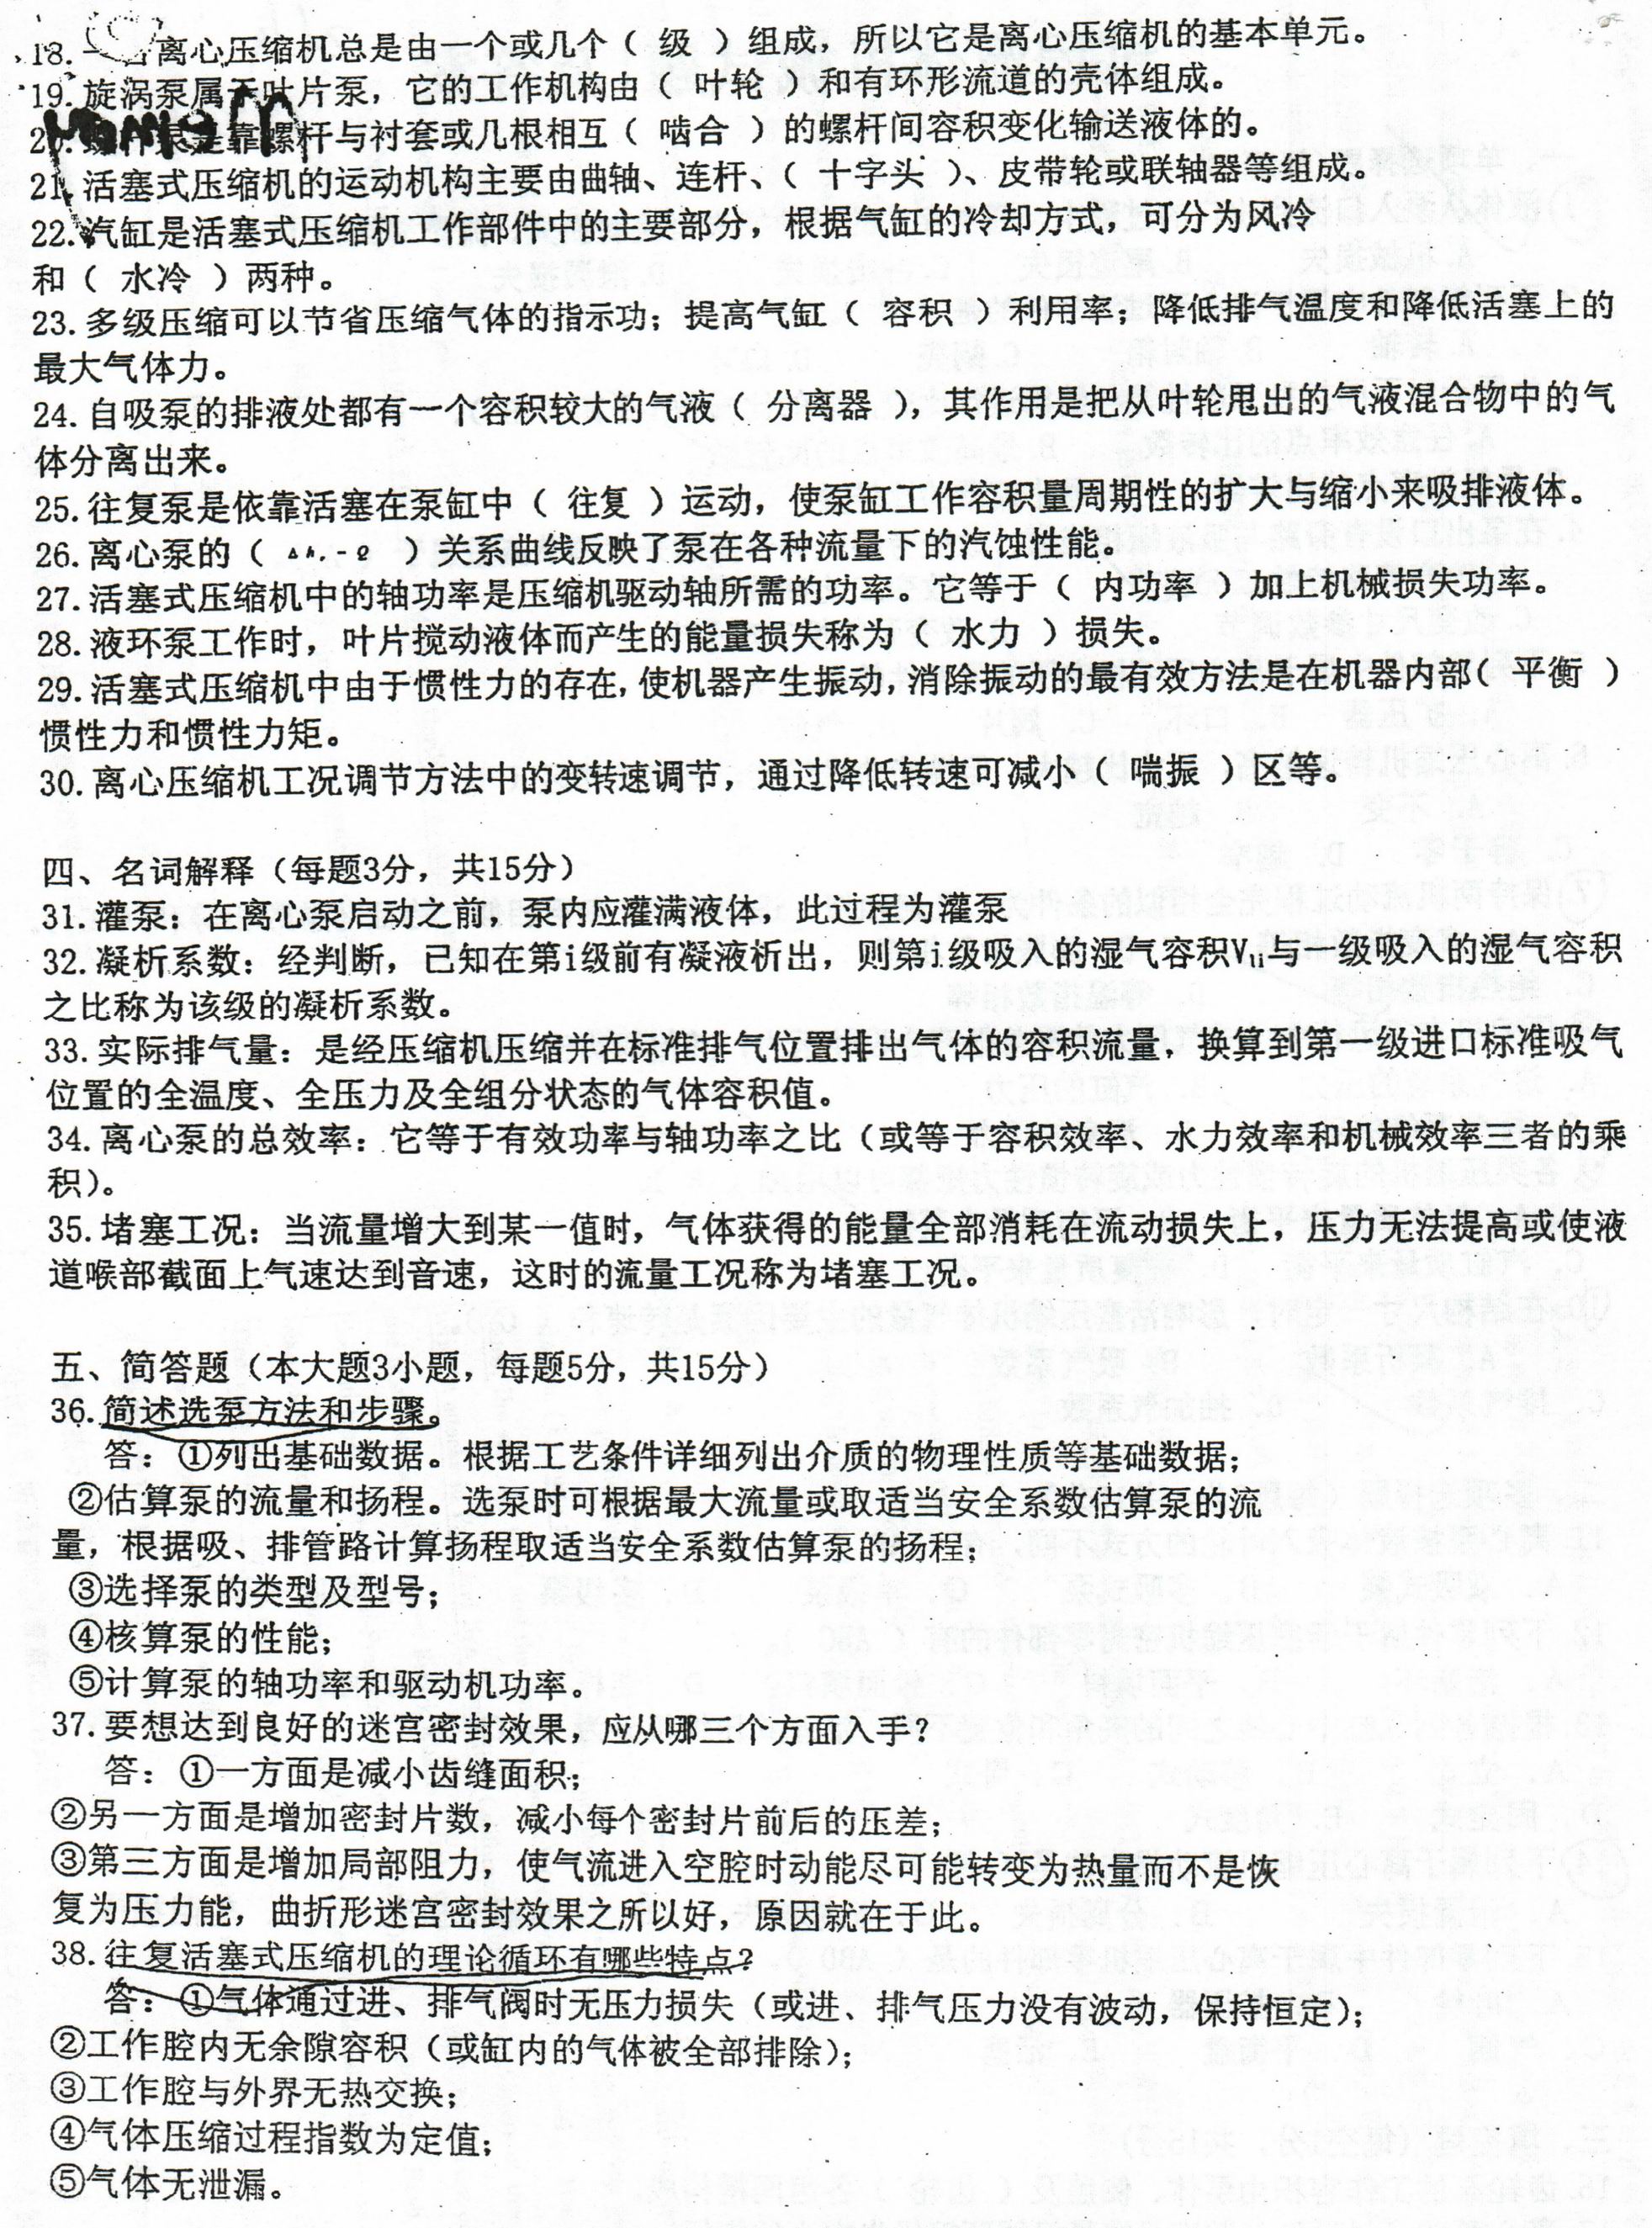 18. 一台离心压缩机总是由一个或几个（ 级 ）组成，所以它是离心压缩机的基本单元。
19. 旋涡泵属于叶片泵，它的工作机构由（ 叶轮 ）和有环形流道的壳体组成。
20. 螺杆泵是靠螺杆与衬套或几根相互（ 啮合 ）的螺杆间容积变化输送液体的。
21. 活塞式压缩机的运动机构主要由曲轴、连杆、（ 十字头 ）、皮带轮或联轴器等组成。
22. 汽缸是活塞式压缩机工作部件中的主要部分，根据气缸的冷却方式，可分为风冷
和（ 水冷 ）两种。
23. 多级压缩可以节省压缩气体的指示功；提高气缸（ 容积 ）利用率；降低排气温度和降低活塞上的
最大气体力。
24. 自吸泵的排液处都有一个容积较大的气液（ 分离器 ），其作用是把从叶轮甩出的气液混合物中的气
体分离出来。
25. 往复泵是依靠活塞在泵缸中（ 往复 ）运动，使泵缸工作容积量周期性的扩大与缩小来吸排液体。
26. 离心泵的（ ）关系曲线反映了泵在各种流量下的汽蚀性能。
27. 活塞式压缩机中的轴功率是压缩机驱动轴所需的功率。它等于（ 内功率 ）加上机械损失功率。
28. 液环泵工作时，叶片搅动液体而产生的能量损失称为（ 水力 ）损失。
29. 活塞式压缩机中由于惯性力的存在，使机器产生振动，消除振动的最有效方法是在机器内部（ 平衡 ）
惯性力和惯性力矩。
30. 离心压缩机工况调节方法中的变转速调节，通过降低转速可减小（ 喘振 ）区等。
四、名词解释（每题3分，共15分）
31. 灌泵：在离心泵启动之前，泵内应灌满液体，此过程为灌泵
32. 凝析系数：经判断，已知在第i级前有凝液析出，则第i级吸入的湿气容积V₁ᵢ与一级吸入的湿气容积
之比称为该级的凝析系数。
33. 实际排气量：是经压缩机压缩并在标准排气位置排出气体的容积流量，换算到第一级进口标准吸气
位置的全温度、全压力及全组分状态的气体容积值。
34. 离心泵的总效率：它等于有效功率与轴功率之比（或等于容积效率、水力效率和机械效率三者的乘
积）。
35. 堵塞工况：当流量增大到某一值时，气体获得的能量全部消耗在流动损失上，压力无法提高或使液
道喉部截面上气速达到音速，这时的流量工况称为堵塞工况。
五、简答题（本大题3小题，每题5分，共15分）
36. 简述选泵方法和步骤。
答：①列出基础数据。根据工艺条件详细列出介质的物理性质等基础数据；
②估算泵的流量和扬程。选泵时可根据最大流量或取适当安全系数估算泵的流
量，根据吸、排管路计算扬程取适当安全系数估算泵的扬程；
③选择泵的类型及型号；
④核算泵的性能；
⑤计算泵的轴功率和驱动机功率。
37. 要想达到良好的迷宫密封效果，应从哪三个方面入手？
答：①一方面是减小齿缝面积；
②另一方面是增加密封片数，减小每个密封片前后的压差；
③第三方面是增加局部阻力，使气流进入空腔时动能尽可能转变为热量而不是恢
复为压力能，曲折形迷宫密封效果之所以好，原因就在于此。
38. 往复活塞式压缩机的理论循环有哪些特点？
答：①气体通过进、排气阀时无压力损失（或进、排气压力没有波动，保持恒定）；
②工作腔内无余隙容积（或缸内的气体被全部排除）；
③工作腔与外界无热交换；
④气体压缩过程指数为定值；
⑤气体无泄漏。